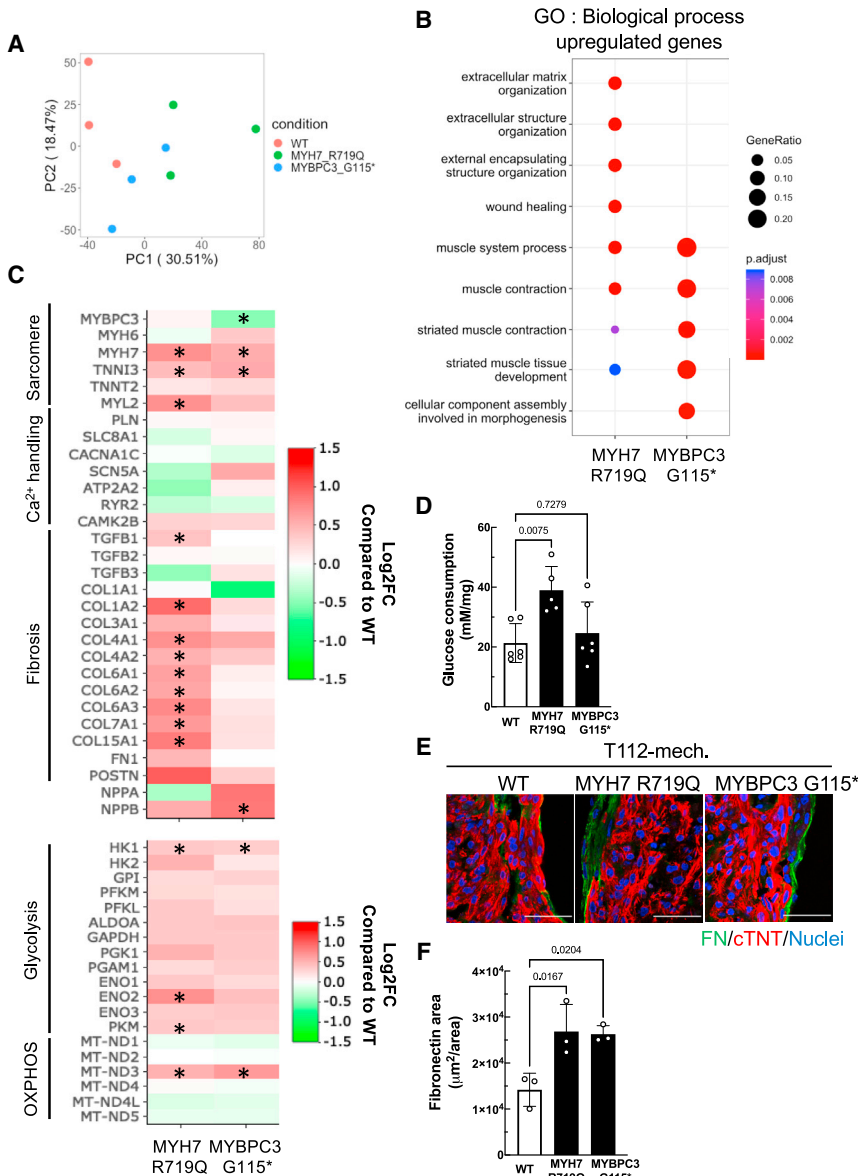 A
50
25
0
-25
-50
PC2 ( 18.47%)
-40
0
40
80
PC1 ( 30.51%)
condition
WT
MYH7_R719Q
MYBPC3_G115*
B
GO : Biological process
upregulated genes
extracellular matrix
organization
extracellular structure
organization
external encapsulating
structure organization
wound healing
muscle system process
muscle contraction
striated muscle contraction
striated muscle tissue
development
cellular component assembly
involved in morphogenesis
MYH7
R719Q
MYBPC3
G115*
GeneRatio
0.05
0.10
0.15
0.20
p.adjust
0.008
0.006
0.004
0.002
C
Sarcomere
MYBPC3 *
MYH6
MYH7 * *
TNNI3 * *
TNNT2
MYL2 *
Ca²⁺ handling
PLN
SLC8A1
CACNA1C
SCN5A
ATP2A2
RYR2
CAMK2B
Fibrosis
TGFB1 *
TGFB2
TGFB3
COL1A1
COL1A2 *
COL3A1
COL4A1 *
COL4A2 *
COL6A1 *
COL6A2 *
COL6A3 *
COL7A1 *
COL15A1 *
FN1
POSTN
NPPA
NPPB *
1.5
1.0
0.5
0.0
-0.5
-1.0
-1.5
Log2FC
Compared to WT
Glycolysis
HK1 * *
HK2
GPI
PFKM
PFKL
ALDOA
GAPDH
PGK1
PGAM1
ENO1
ENO2 *
ENO3
PKM *
OXPHOS
MT-ND1
MT-ND2
MT-ND3 * *
MT-ND4
MT-ND4L
MT-ND5
1.5
1.0
0.5
0.0
-0.5
-1.0
-1.5
Log2FC
Compared to WT
MYH7
R719Q
MYBPC3
G115*
D
0.7279
0.0075
60
40
20
0
Glucose consumption
(mM/mg)
WT
MYH7
R719Q
MYBPC3
G115*
E
T112-mech.
WT
MYH7 R719Q
MYBPC3 G115*
FN/cTNT/Nuclei
F
0.0204
0.0167
4×10⁴
3×10⁴
2×10⁴
1×10⁴
0
Fibronectin area
(μm²/area)
WT
MYH7
R719Q
MYBPC3
G115*